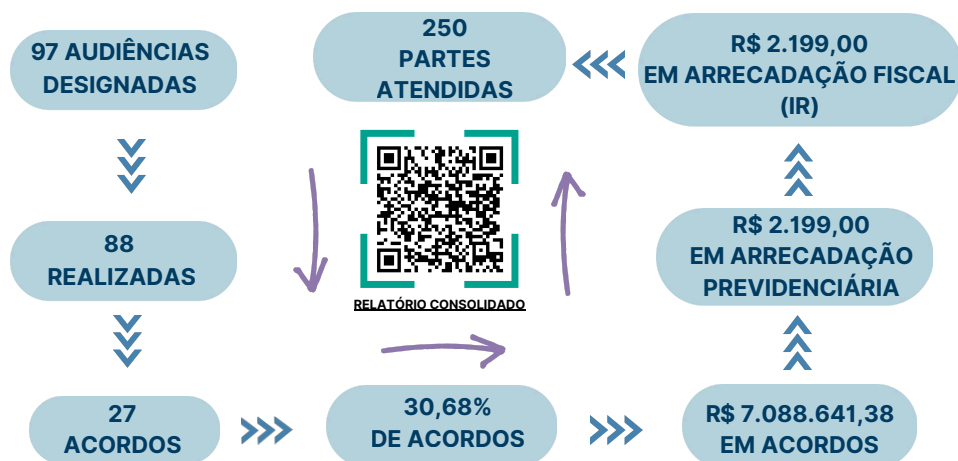 97 AUDIÊNCIAS
DESIGNADAS
88
REALIZADAS
27
ACORDOS
30,68%
DE ACORDOS
R$ 7.088.641,38
EM ACORDOS
R$ 2.199,00
EM ARRECADAÇÃO
PREVIDENCIÁRIA
R$ 2.199,00
EM ARRECADAÇÃO FISCAL
(IR)
250
PARTES
ATENDIDAS
RELATÓRIO CONSOLIDADO